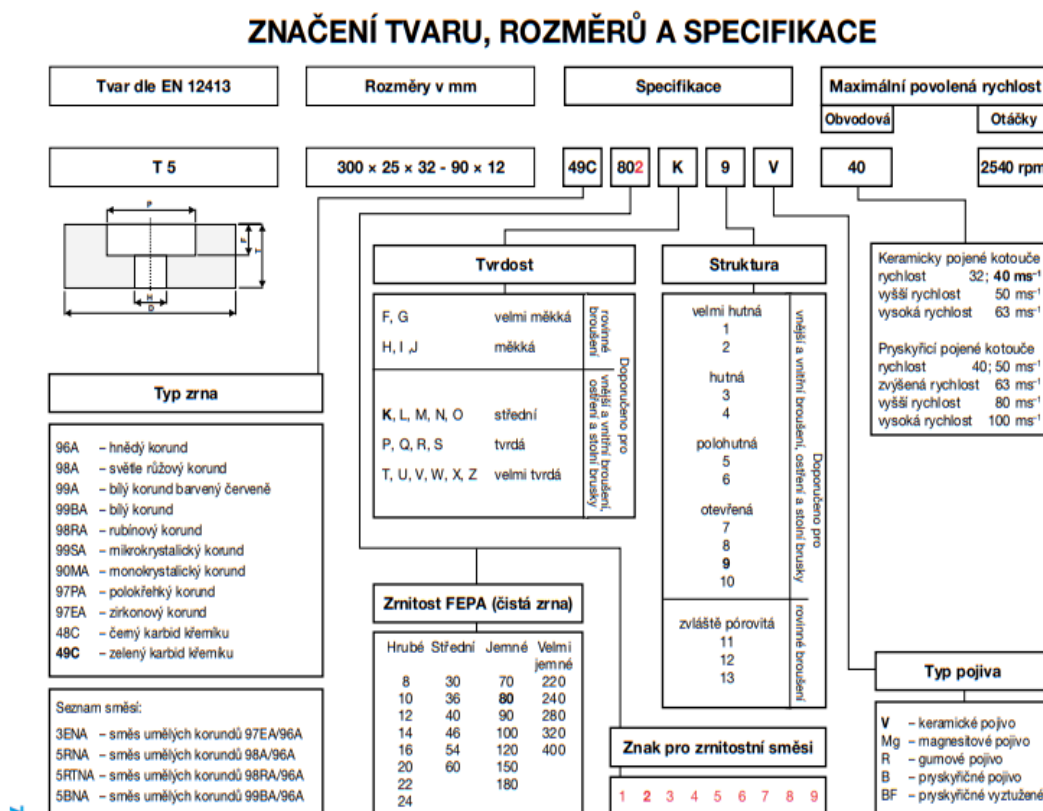 ZNAČENÍ TVARU, ROZMĚRŮ A SPECIFIKACE
Tvar dle EN 12413
Rozměry v mm
Specifikace
Maximální povolená rychlost
Obvodová
Otáčky
T 5
300 × 25 × 32 - 90 × 12
49C
802
K
9
V
40
2540 rpm
P
F
T
H
D
Tvrdost
F, G velmi měkká
H, I ,J měkká
K, L, M, N, O střední
P, Q, R, S tvrdá
T, U, V, W, X, Z velmi tvrdá
rovinné
broušení
vnější a vnitřní broušení,
ostření a stolní brusky
Doporučeno pro
Struktura
velmi hutná
1
2
hutná
3
4
polohutná
5
6
otevřená
7
8
9
10
zvláště pórovitá
11
12
13
vnější a vnitřní broušení, ostření a stolní brusky
rovinné broušení
Doporučeno pro
Keramicky pojené kotouče
rychlost 32; 40 ms⁻¹
vyšší rychlost 50 ms⁻¹
vysoká rychlost 63 ms⁻¹
Pryskyřicí pojené kotouče
rychlost 40; 50 ms⁻¹
zvýšená rychlost 63 ms⁻¹
vyšší rychlost 80 ms⁻¹
vysoká rychlost 100 ms⁻¹
Typ zrna
96A – hnědý korund
98A – světle růžový korund
99A – bílý korund barvený červeně
99BA – bílý korund
98RA – rubínový korund
99SA – mikrokrystalický korund
90MA – monokrystalický korund
97PA – polokřehký korund
97EA – zirkonový korund
48C – černý karbid křemíku
49C – zelený karbid křemíku
Seznam směsí:
3ENA – směs umělých korundů 97EA/96A
5RNA – směs umělých korundů 98A/96A
5RTNA – směs umělých korundů 98RA/96A
5BNA – směs umělých korundů 99BA/96A
Zrnitost FEPA (čistá zrna)
Hrubé Střední Jemné Velmi
jemné
8 30 70 220
10 36 80 240
12 40 90 280
14 46 100 320
16 54 120 400
20 60 150
22 180
24
Znak pro zrnitostní směsi
1 2 3 4 5 6 7 8 9
Typ pojiva
V – keramické pojivo
Mg – magnesitové pojivo
R – gumové pojivo
B – pryskyřičné pojivo
BF – pryskyřičné vyztužené